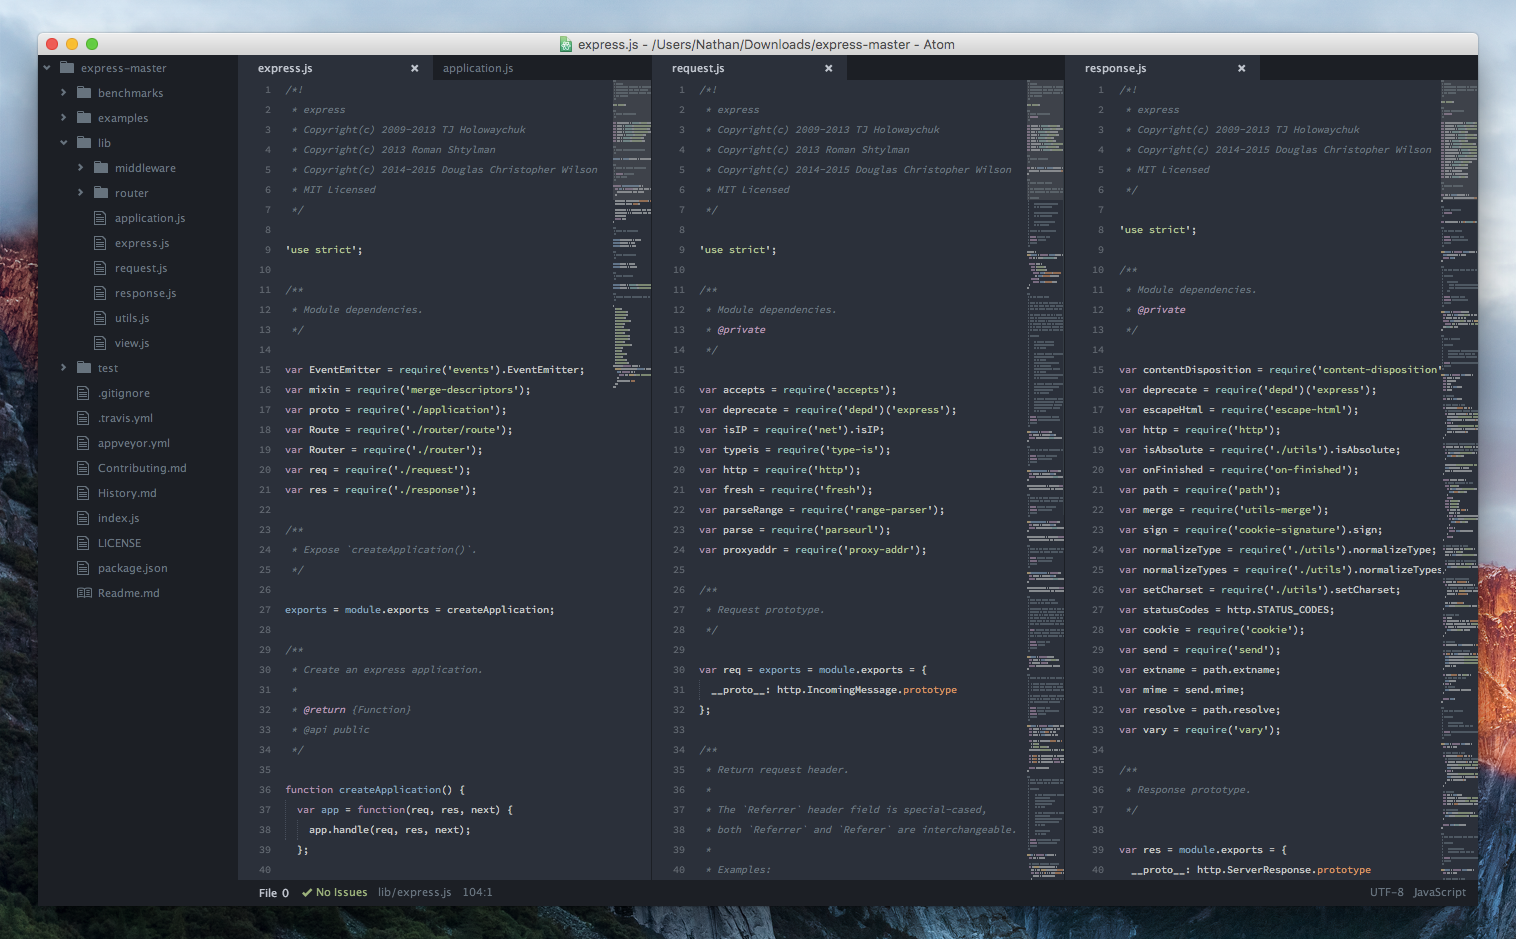 express.js - /Users/Nathan/Downloads/express-master - Atom
express-master
benchmarks
examples
lib
middleware
router
application.js
express.js
request.js
response.js
utils.js
view.js
test
.gitignore
.travis.yml
appveyor.yml
Contributing.md
History.md
index.js
LICENSE
package.json
Readme.md
express.js
application.js
1 /*!
2 * express
3 * Copyright(c) 2009-2013 TJ Holowaychuk
4 * Copyright(c) 2013 Roman Shtylman
5 * Copyright(c) 2014-2015 Douglas Christopher Wilson
6 * MIT Licensed
7 */
8
9 'use strict';
10
11 /**
12 * Module dependencies.
13 */
14
15 var EventEmitter = require('events').EventEmitter;
16 var mixin = require('merge-descriptors');
17 var proto = require('./application');
18 var Route = require('./router/route');
19 var Router = require('./router');
20 var req = require('./request');
21 var res = require('./response');
22
23 /**
24 * Expose `createApplication()`.
25 */
26
27 exports = module.exports = createApplication;
28
29 /**
30 * Create an express application.
31 *
32 * @return {Function}
33 * @api public
34 */
35
36 function createApplication() {
37 var app = function(req, res, next) {
38 app.handle(req, res, next);
39 };
40
request.js
1 /*!
2 * express
3 * Copyright(c) 2009-2013 TJ Holowaychuk
4 * Copyright(c) 2013 Roman Shtylman
5 * Copyright(c) 2014-2015 Douglas Christopher Wilson
6 * MIT Licensed
7 */
8
9 'use strict';
10
11 /**
12 * Module dependencies.
13 * @private
14 */
15
16 var accepts = require('accepts');
17 var deprecate = require('depd')('express');
18 var isIP = require('net').isIP;
19 var typeis = require('type-is');
20 var http = require('http');
21 var fresh = require('fresh');
22 var parseRange = require('range-parser');
23 var parse = require('parseurl');
24 var proxyaddr = require('proxy-addr');
25
26 /**
27 * Request prototype.
28 */
29
30 var req = exports = module.exports = {
31 __proto__: http.IncomingMessage.prototype
32 };
33
34 /**
35 * Return request header.
36 *
37 * The `Referrer` header field is special-cased,
38 * both `Referrer` and `Referer` are interchangeable.
39 *
40 * Examples:
response.js
1 /*!
2 * express
3 * Copyright(c) 2009-2013 TJ Holowaychuk
4 * Copyright(c) 2014-2015 Douglas Christopher Wilson
5 * MIT Licensed
6 */
7
8 'use strict';
9
10 /**
11 * Module dependencies.
12 * @private
13 */
14
15 var contentDisposition = require('content-disposition'
16 var deprecate = require('depd')('express');
17 var escapeHtml = require('escape-html');
18 var http = require('http');
19 var isAbsolute = require('./utils').isAbsolute;
20 var onFinished = require('on-finished');
21 var path = require('path');
22 var merge = require('utils-merge');
23 var sign = require('cookie-signature').sign;
24 var normalizeType = require('./utils').normalizeType;
25 var normalizeTypes = require('./utils').normalizeTypes
26 var setCharset = require('./utils').setCharset;
27 var statusCodes = http.STATUS_CODES;
28 var cookie = require('cookie');
29 var send = require('send');
30 var extname = path.extname;
31 var mime = send.mime;
32 var resolve = path.resolve;
33 var vary = require('vary');
34
35 /**
36 * Response prototype.
37 */
38
39 var res = module.exports = {
40 __proto__: http.ServerResponse.prototype
File 0 No Issues lib/express.js 104:1
UTF-8 JavaScript